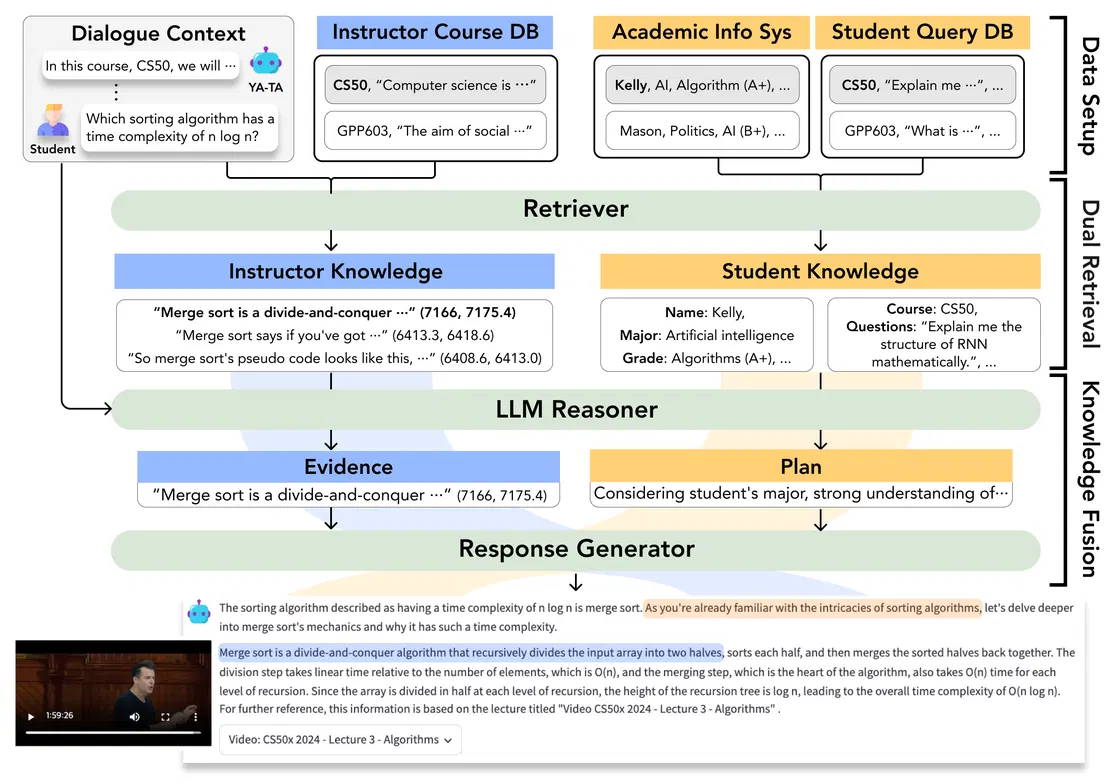 Dialogue Context
In this course, CS50, we will ···
YA-TA
Which sorting algorithm has a
time complexity of n log n?
Student
Instructor Course DB
CS50, “Computer science is ···”
GPP603, “The aim of social ···”
Academic Info Sys
Kelly, AI, Algorithm (A+), ...
Mason, Politics, AI (B+), ...
Student Query DB
CS50, “Explain me ···”, ...
GPP603, “What is ···”, ...
Data Setup
Retriever
Dual Retrieval
Instructor Knowledge
“Merge sort is a divide-and-conquer ···” (7166, 7175.4)
“Merge sort says if you've got ···” (6413.3, 6418.6)
“So merge sort's pseudo code looks like this, ···” (6408.6, 6413.0)
Student Knowledge
Name: Kelly,
Major: Artificial intelligence
Grade: Algorithms (A+), ...
Course: CS50,
Questions: “Explain me the
structure of RNN
mathematically.”, ...
LLM Reasoner
Knowledge Fusion
Evidence
“Merge sort is a divide-and-conquer ···” (7166, 7175.4)
Plan
Considering student's major, strong understanding of···
Response Generator
The sorting algorithm described as having a time complexity of n log n is merge sort. As you're already familiar with the intricacies of sorting algorithms, let's delve deeper
into merge sort's mechanics and why it has such a time complexity.
Merge sort is a divide-and-conquer algorithm that recursively divides the input array into two halves, sorts each half, and then merges the sorted halves back together. The
division step takes linear time relative to the number of elements, which is O(n), and the merging step, which is the heart of the algorithm, also takes O(n) time for each
level of recursion. Since the array is divided in half at each level of recursion, the height of the recursion tree is log n, leading to the overall time complexity of O(n log n).
For further reference, this information is based on the lecture titled "Video CS50x 2024 - Lecture 3 - Algorithms" .
1:59:26
Video: CS50x 2024 - Lecture 3 - Algorithms